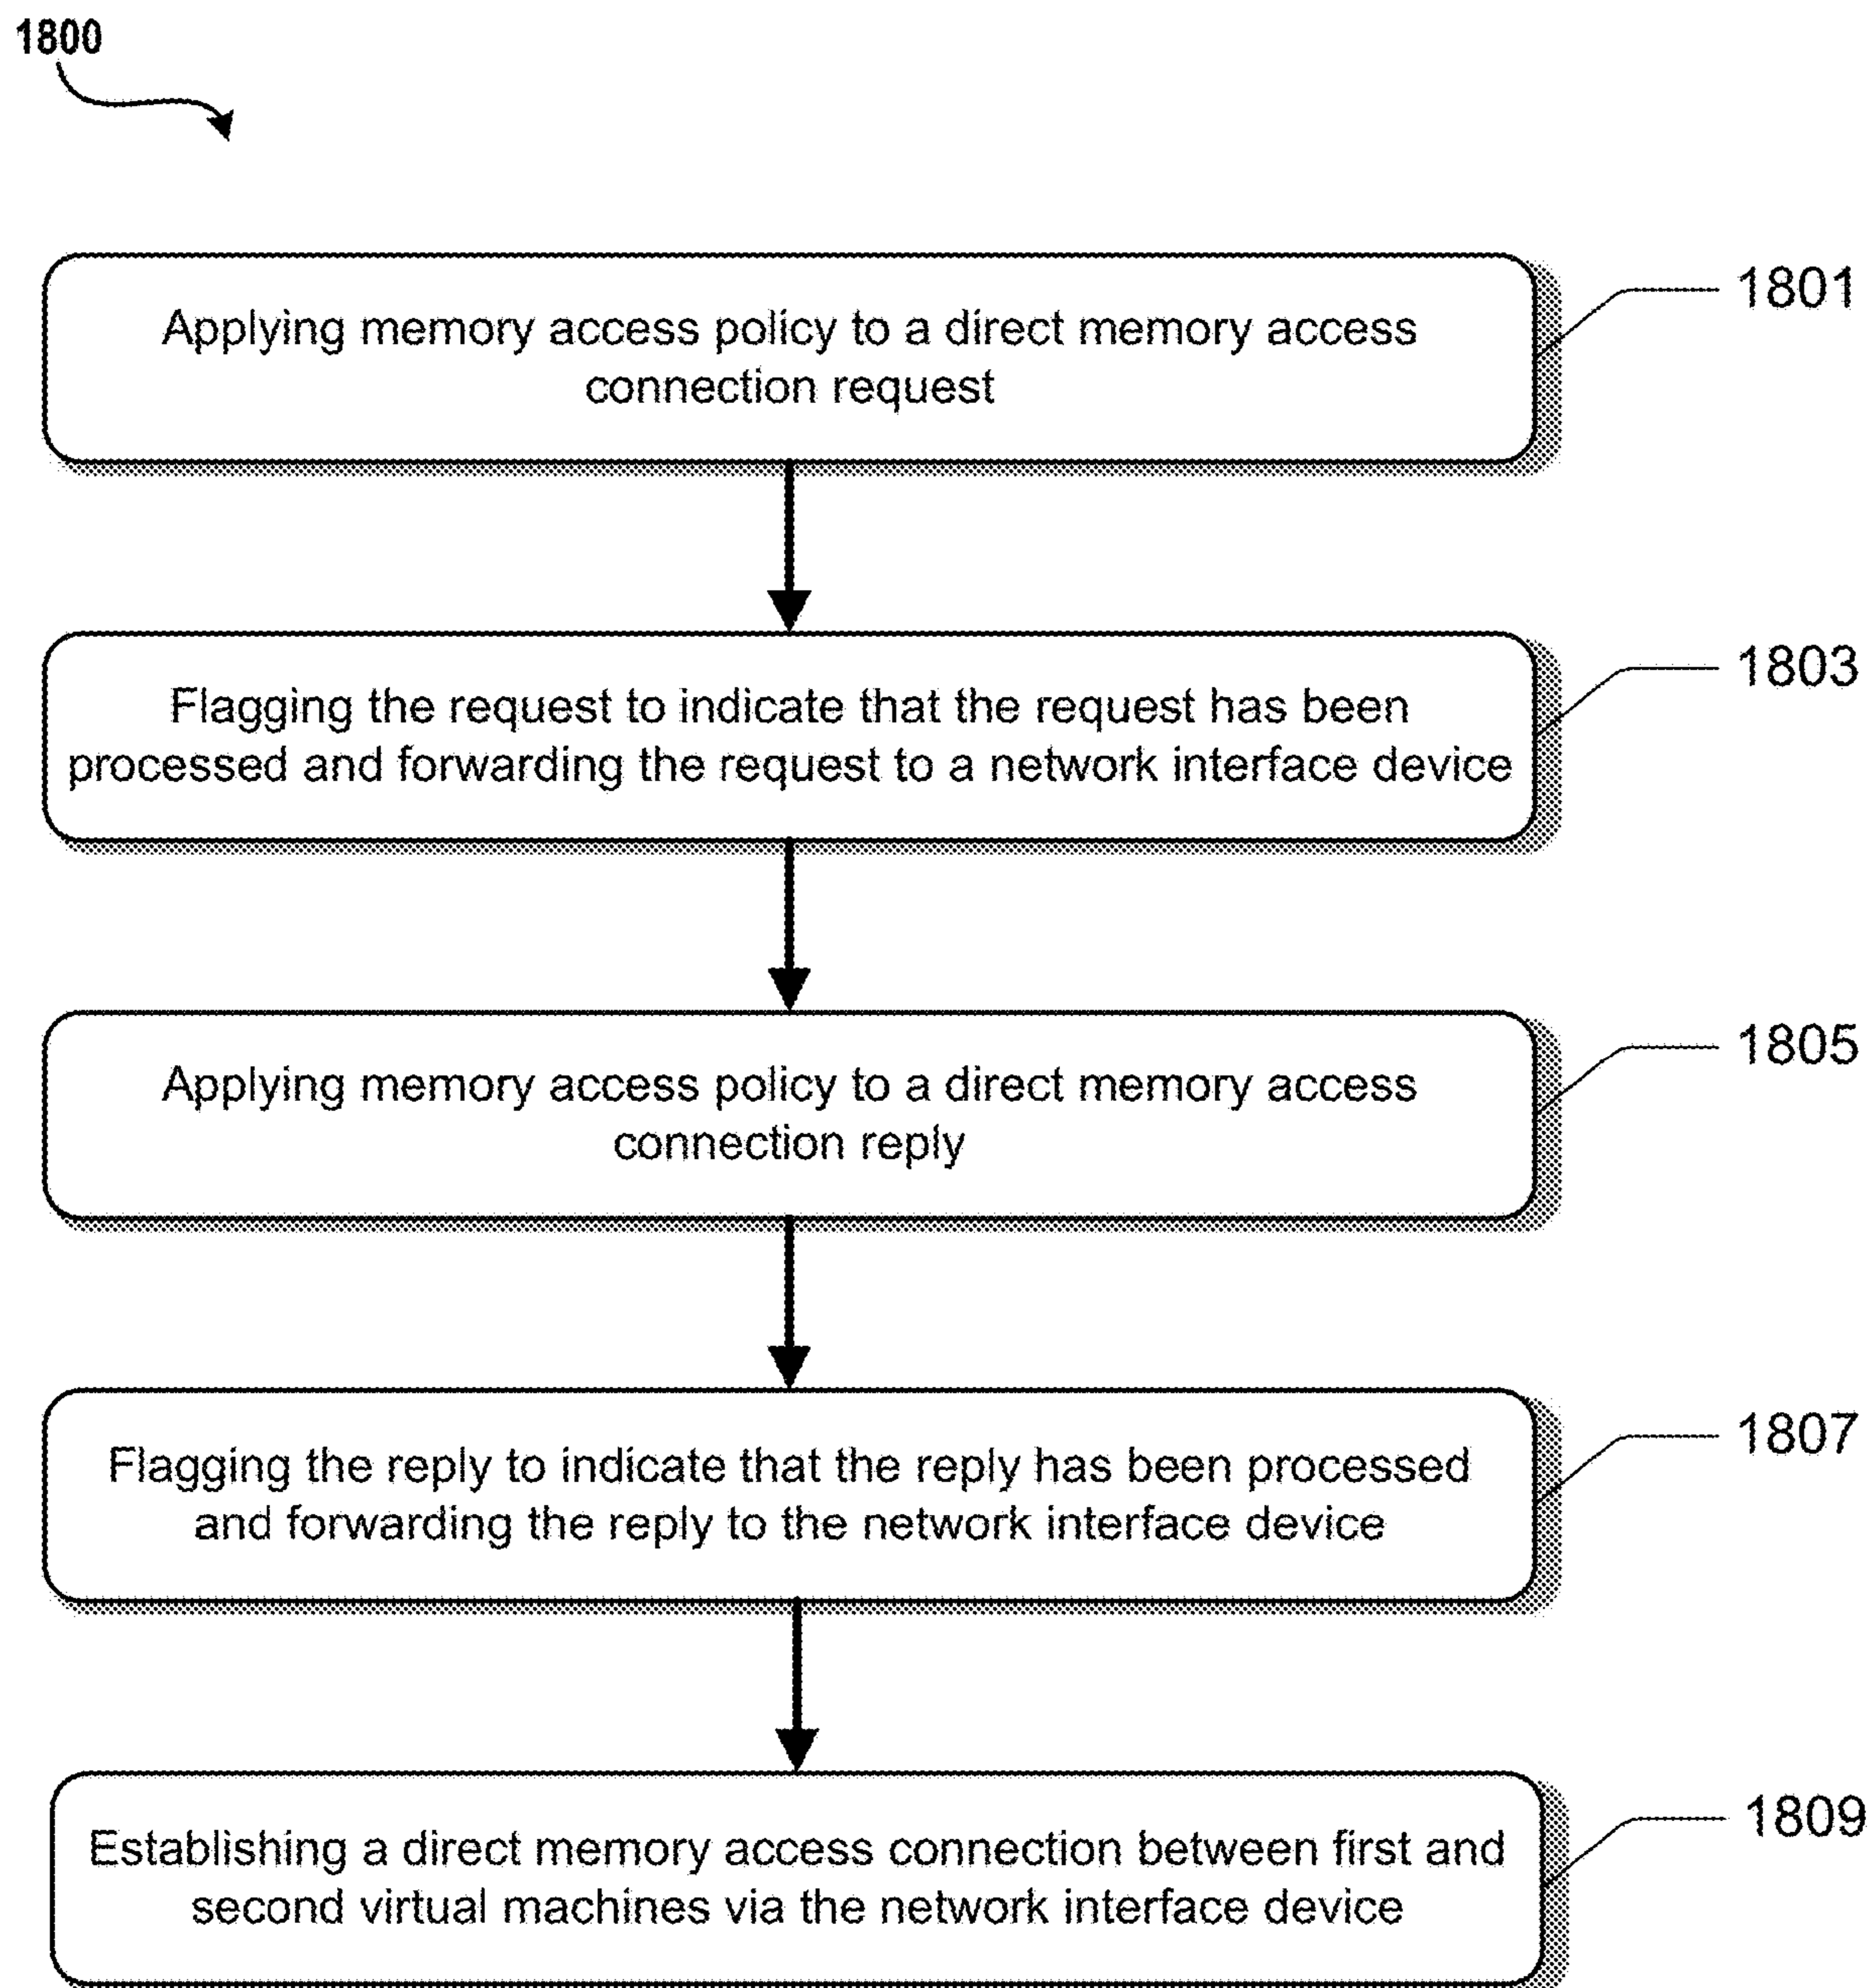 1800
Applying memory access policy to a direct memory access
connection request
1801
Flagging the request to indicate that the request has been
processed and forwarding the request to a network interface device
1803
Applying memory access policy to a direct memory access
connection reply
1805
Flagging the reply to indicate that the reply has been processed
and forwarding the reply to the network interface device
1807
Establishing a direct memory access connection between first and
second virtual machines via the network interface device
1809